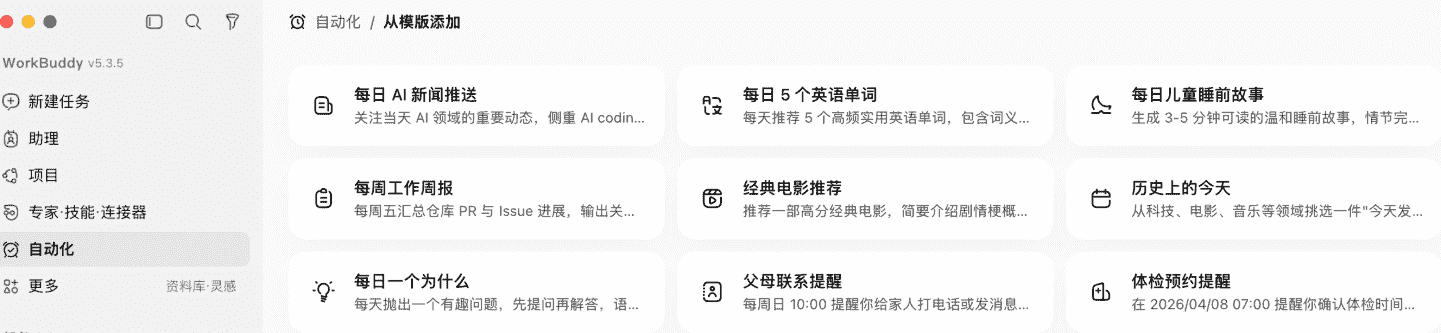 自动化 / 从模版添加
WorkBuddy v5.3.5
新建任务
助理
项目
专家·技能·连接器
自动化
更多 资料库·灵感
每日 AI 新闻推送
关注当天 AI 领域的重要动态，侧重 AI codin...
每日 5 个英语单词
每天推荐 5 个高频实用英语单词，包含词义...
每日儿童睡前故事
生成 3-5 分钟可读的温和睡前故事，情节完...
每周工作周报
每周五汇总仓库 PR 与 Issue 进展，输出关...
经典电影推荐
推荐一部高分经典电影，简要介绍剧情梗概...
历史上的今天
从科技、电影、音乐等领域挑选一件"今天发...
每日一个为什么
每天抛出一个有趣问题，先提问再解答，语...
父母联系提醒
每周日 10:00 提醒你给家人打电话或发消息...
体检预约提醒
在 2026/04/08 07:00 提醒你确认体检时间...